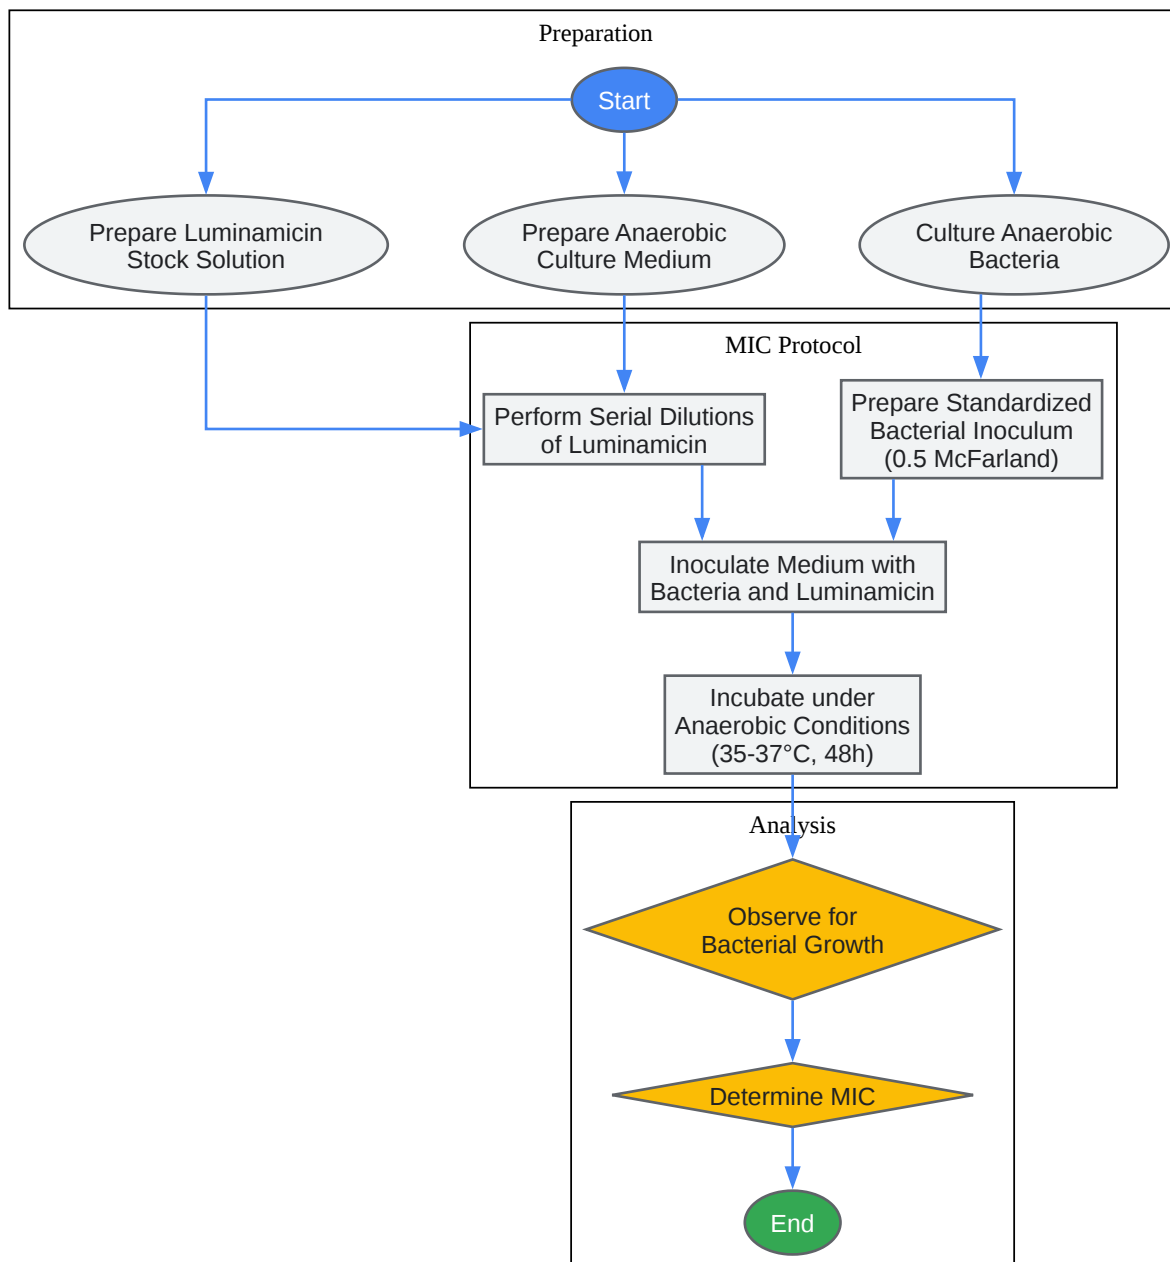 Preparation
Start
Prepare Luminamicin
Stock Solution
Prepare Anaerobic
Culture Medium
Culture Anaerobic
Bacteria
MIC Protocol
Perform Serial Dilutions
of Luminamicin
Prepare Standardized
Bacterial Inoculum
(0.5 McFarland)
Inoculate Medium with
Bacteria and Luminamicin
Incubate under
Anaerobic Conditions
(35-37°C, 48h)
Analysis
Observe for
Bacterial Growth
Determine MIC
End